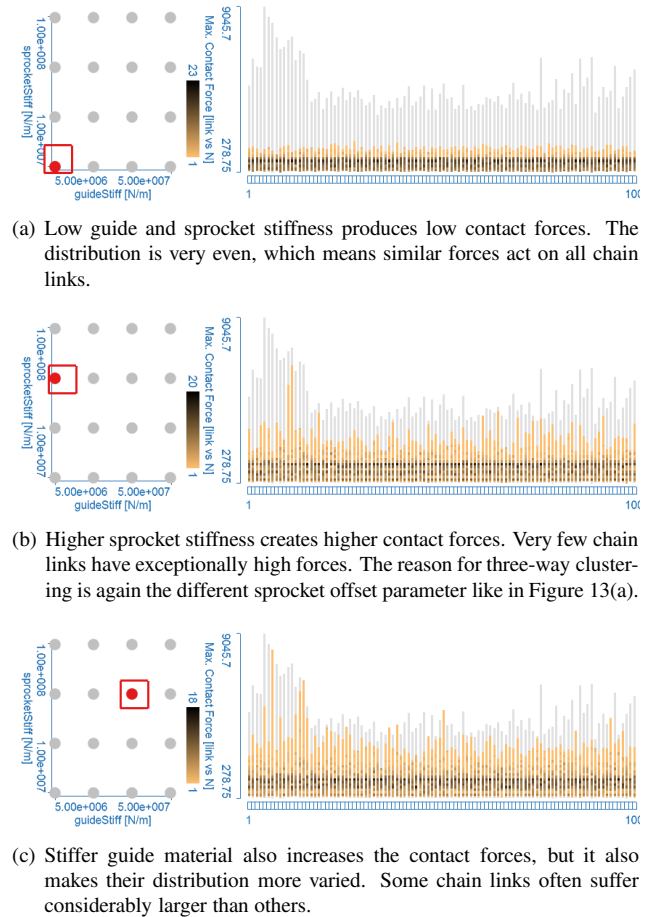 9045.7
278.75
1.00e+008
1.00e+007
sprocketStiff [N/m]
Max. Contact Force [link vs N]
23
1
5.00e+006 5.00e+007
guideStiff [N/m]
1 100
(a) Low guide and sprocket stiffness produces low contact forces. The
distribution is very even, which means similar forces act on all chain
links.
9045.7
278.75
1.00e+008
1.00e+007
sprocketStiff [N/m]
Max. Contact Force [link vs N]
20
1
5.00e+006 5.00e+007
guideStiff [N/m]
1 100
(b) Higher sprocket stiffness creates higher contact forces. Very few chain
links have exceptionally high forces. The reason for three-way cluster-
ing is again the different sprocket offset parameter like in Figure 13(a).
9045.7
278.75
1.00e+008
1.00e+007
sprocketStiff [N/m]
Max. Contact Force [link vs N]
18
1
5.00e+006 5.00e+007
guideStiff [N/m]
1 100
(c) Stiffer guide material also increases the contact forces, but it also
makes their distribution more varied. Some chain links often suffer
considerably larger than others.